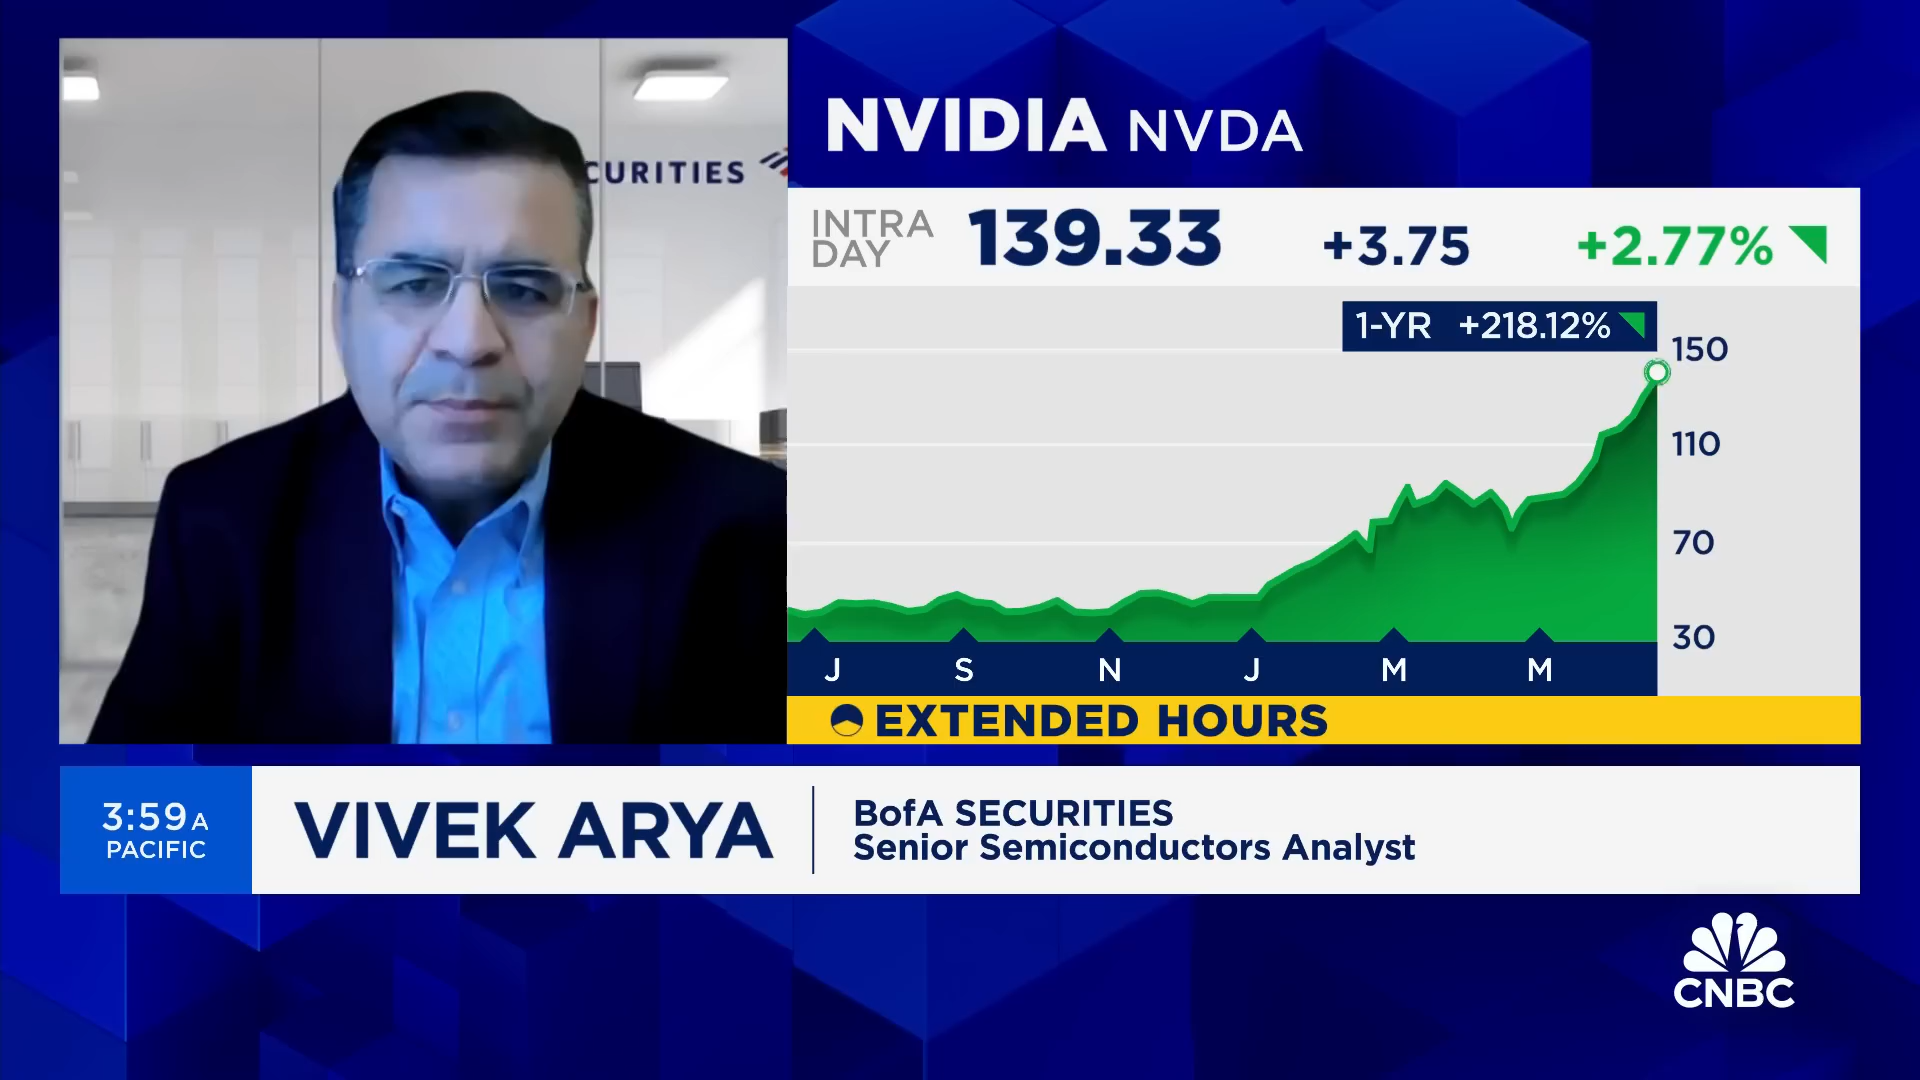 CURITIES
NVIDIA NVDA
INTRA DAY 139.33 +3.75 +2.77%
1-YR +218.12%
150
110
70
30
J S N J M M
EXTENDED HOURS
3:59A
PACIFIC
VIVEK ARYA
BofA SECURITIES
Senior Semiconductors Analyst
CNBC